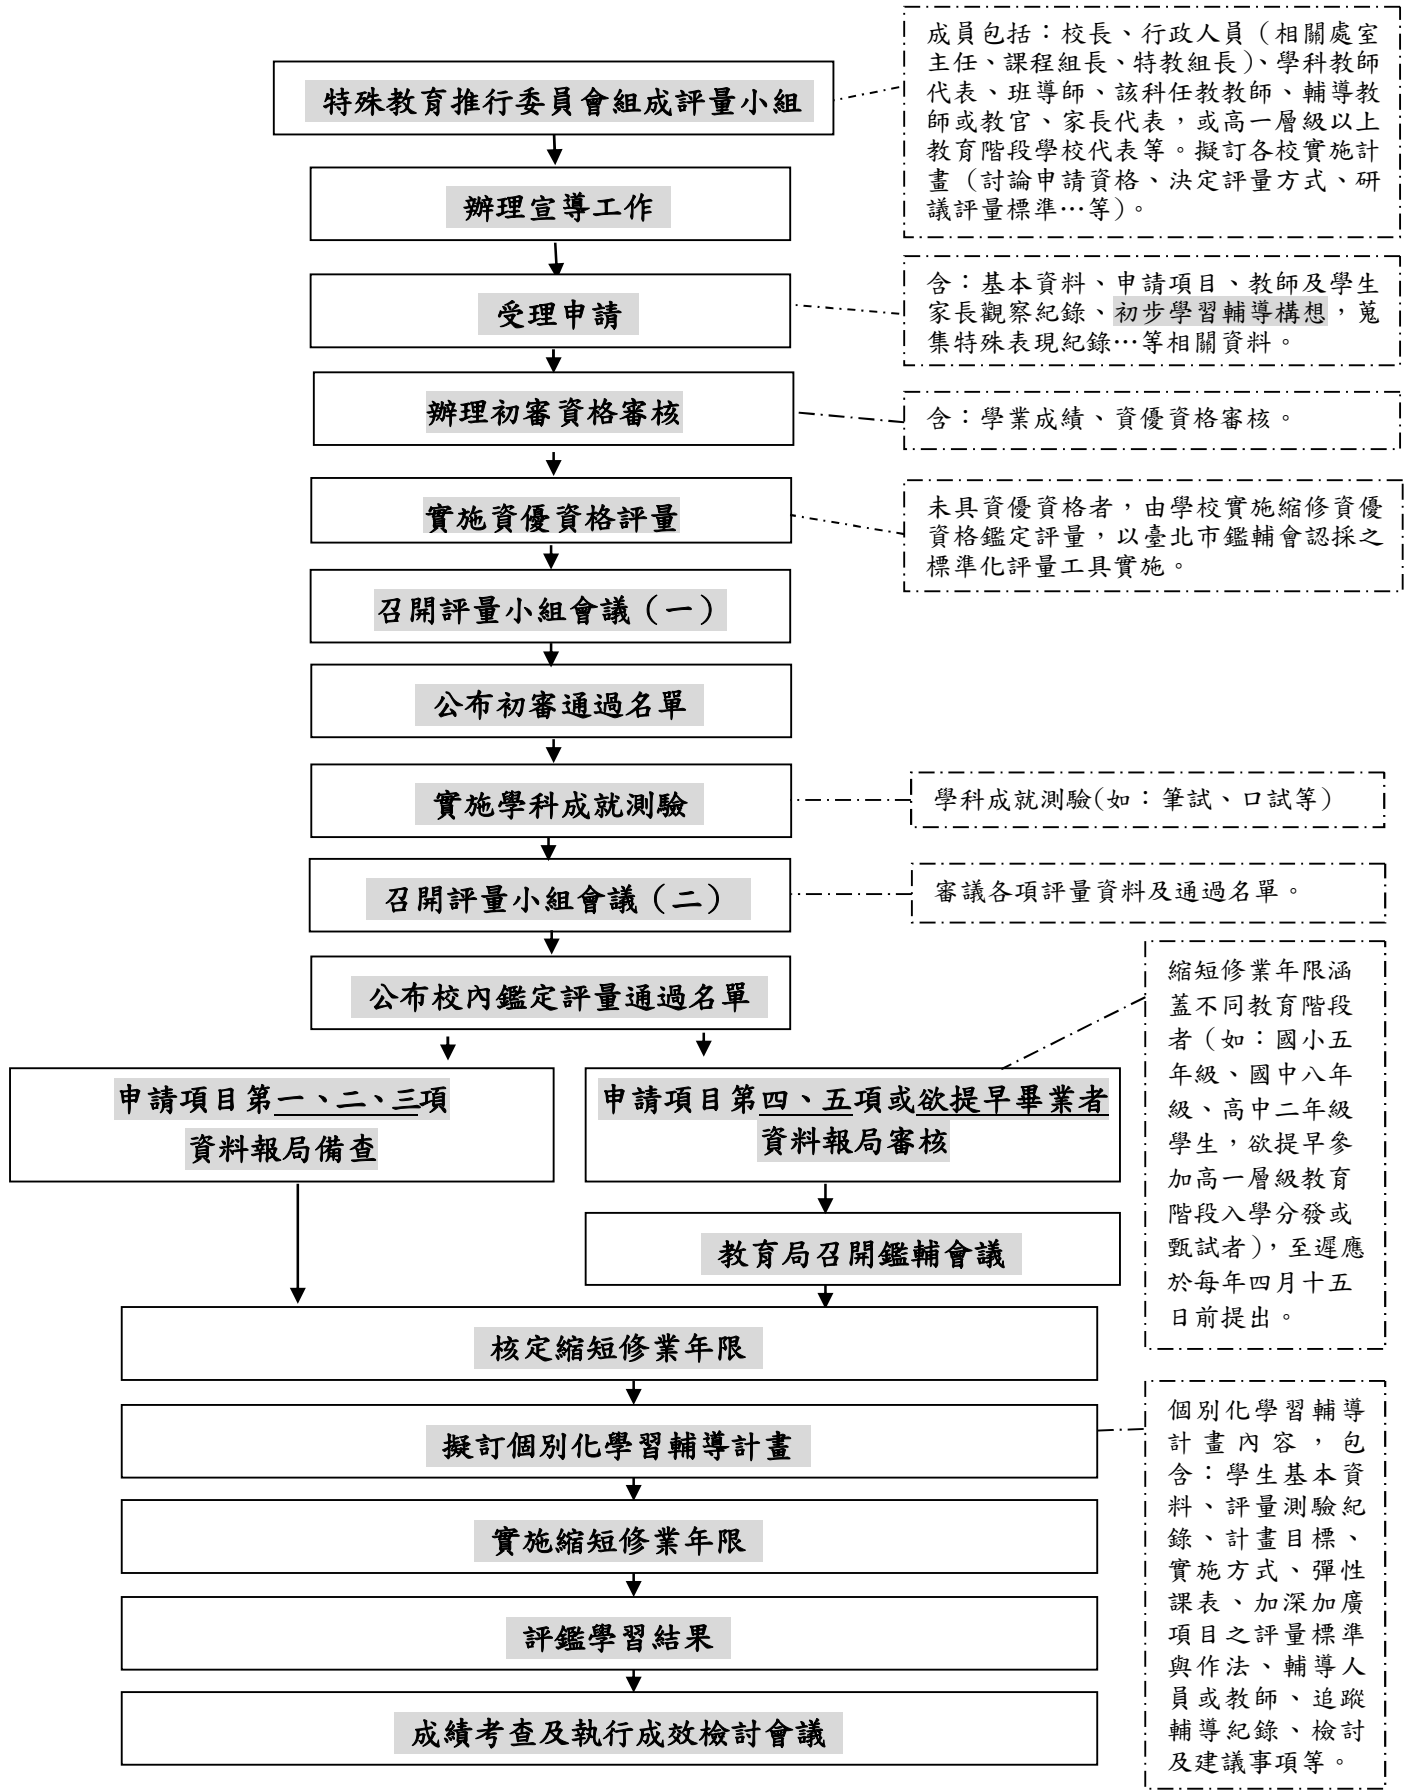 特殊教育推行委員會組成評量小組
成員包括：校長、行政人員（相關處室
主任、課程組長、特教組長）、學科教師
代表、班導師、該科任教教師、輔導教
師或教官、家長代表，或高一層級以上
教育階段學校代表等。擬訂各校實施計
畫（討論申請資格、決定評量方式、研
議評量標準…等）。
辦理宣導工作
受理申請
含：基本資料、申請項目、教師及學生
家長觀察紀錄、初步學習輔導構想，蒐
集特殊表現紀錄…等相關資料。
辦理初審資格審核
含：學業成績、資優資格審核。
實施資優資格評量
未具資優資格者，由學校實施縮修資優
資格鑑定評量，以臺北市鑑輔會認採之
標準化評量工具實施。
召開評量小組會議（一）
公布初審通過名單
實施學科成就測驗
學科成就測驗(如：筆試、口試等)
召開評量小組會議（二）
審議各項評量資料及通過名單。
公布校內鑑定評量通過名單
縮短修業年限涵
蓋不同教育階段
者（如：國小五
年級、國中八年
級、高中二年級
學生，欲提早參
加高一層級教育
階段入學分發或
甄試者），至遲應
於每年四月十五
日前提出。
申請項目第一、二、三項
資料報局備查
申請項目第四、五項或欲提早畢業者
資料報局審核
教育局召開鑑輔會議
核定縮短修業年限
擬訂個別化學習輔導計畫
個別化學習輔導
計畫內容，包
含：學生基本資
料、評量測驗紀
錄、計畫目標、
實施方式、彈性
課表、加深加廣
項目之評量標準
與作法、輔導人
員或教師、追蹤
輔導紀錄、檢討
及建議事項等。
實施縮短修業年限
評鑑學習結果
成績考查及執行成效檢討會議